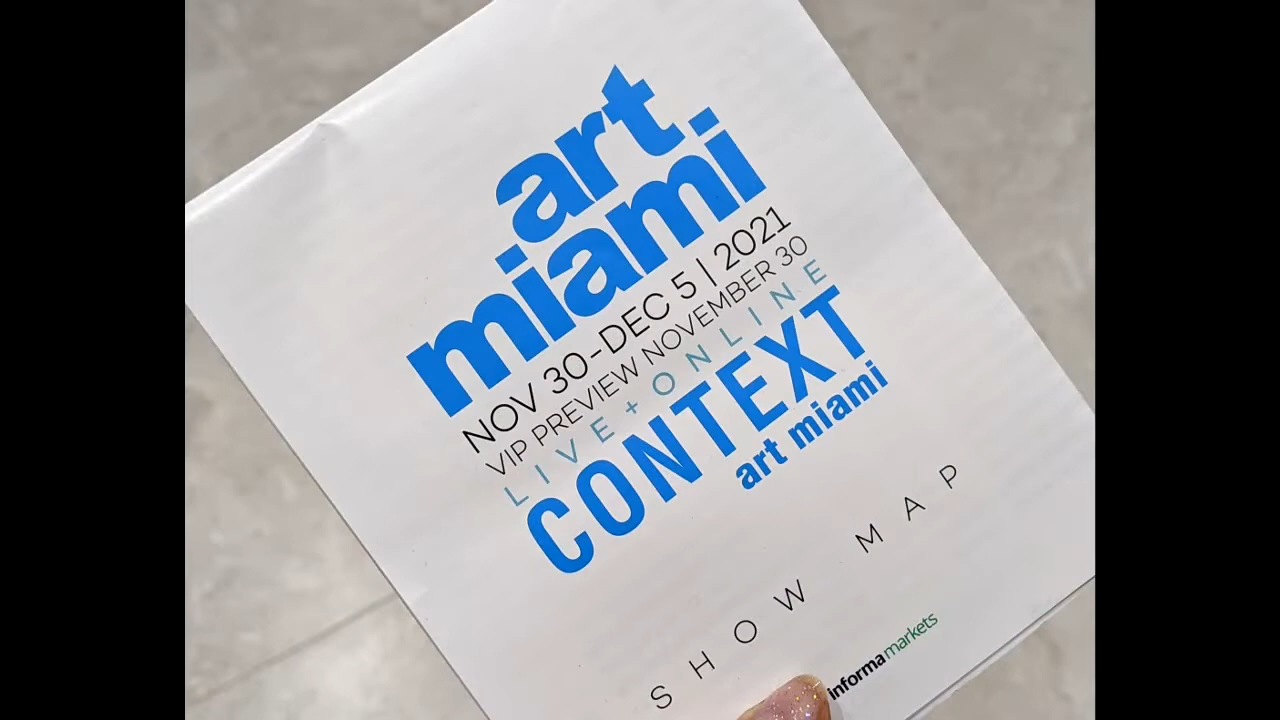 art
miami
NOV 30-DEC 5 | 2021
VIP PREVIEW NOVEMBER 30
LIVE + ONLINE
CONTEXT
art miami
SHOW MAP
informa markets